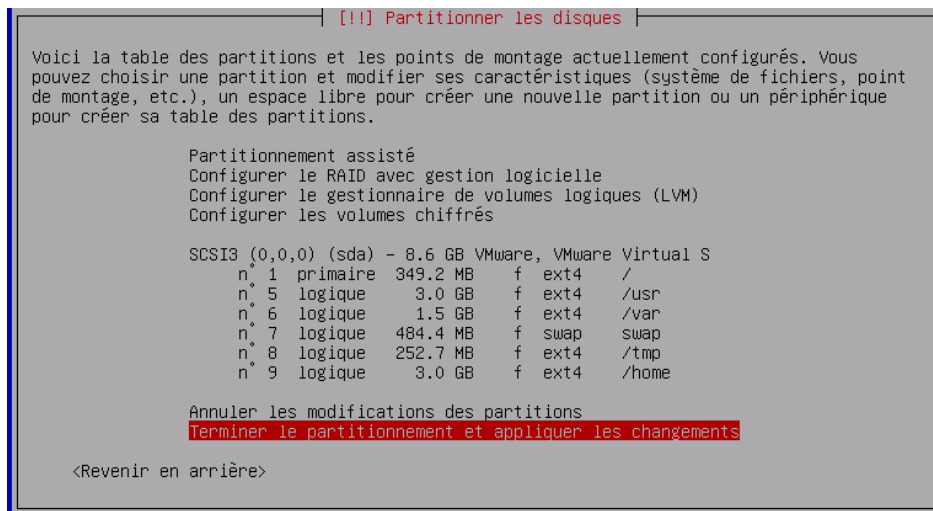 [!!] Partitionner les disques
Voici la table des partitions et les points de montage actuellement configurés. Vous
pouvez choisir une partition et modifier ses caractéristiques (système de fichiers, point
de montage, etc.), un espace libre pour créer une nouvelle partition ou un périphérique
pour créer sa table des partitions.
Partitionnement assisté
Configurer le RAID avec gestion logicielle
Configurer le gestionnaire de volumes logiques (LVM)
Configurer les volumes chiffrés
SCSI3 (0,0,0) (sda) - 8.6 GB VMware, VMware Virtual S
n° 1 primaire 349.2 MB f ext4 /
n° 5 logique 3.0 GB f ext4 /usr
n° 6 logique 1.5 GB f ext4 /var
n° 7 logique 484.4 MB f swap swap
n° 8 logique 252.7 MB f ext4 /tmp
n° 9 logique 3.0 GB f ext4 /home
Annuler les modifications des partitions
Terminer le partitionnement et appliquer les changements
<Revenir en arrière>